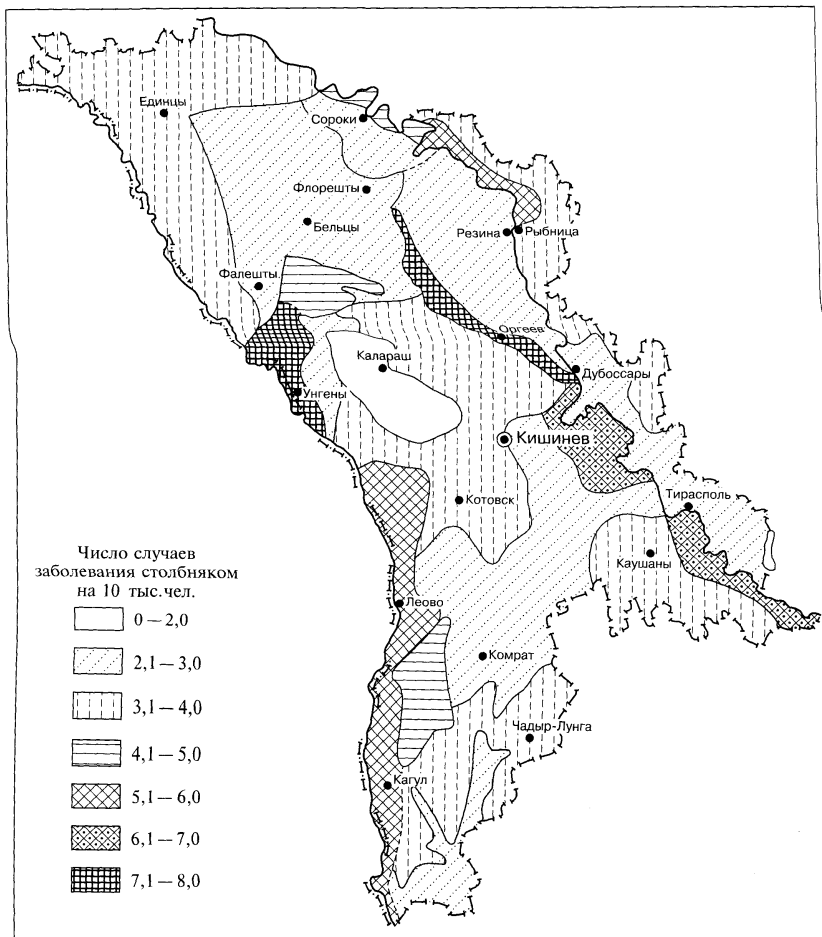 Единцы
Сороки
Флорешты
Бельцы
Резина
Рыбница
Фалешты
Оргеев
Калараш
Дубоссары
Унгены
Кишинев
Котовск
Тирасполь
Каушаны
Леово
Комрат
Чадыр-Лунга
Кагул
Число случаев
заболевания столбняком
на 10 тыс.чел.
0 — 2,0
2,1 — 3,0
3,1 — 4,0
4,1 — 5,0
5,1 — 6,0
6,1 — 7,0
7,1 — 8,0